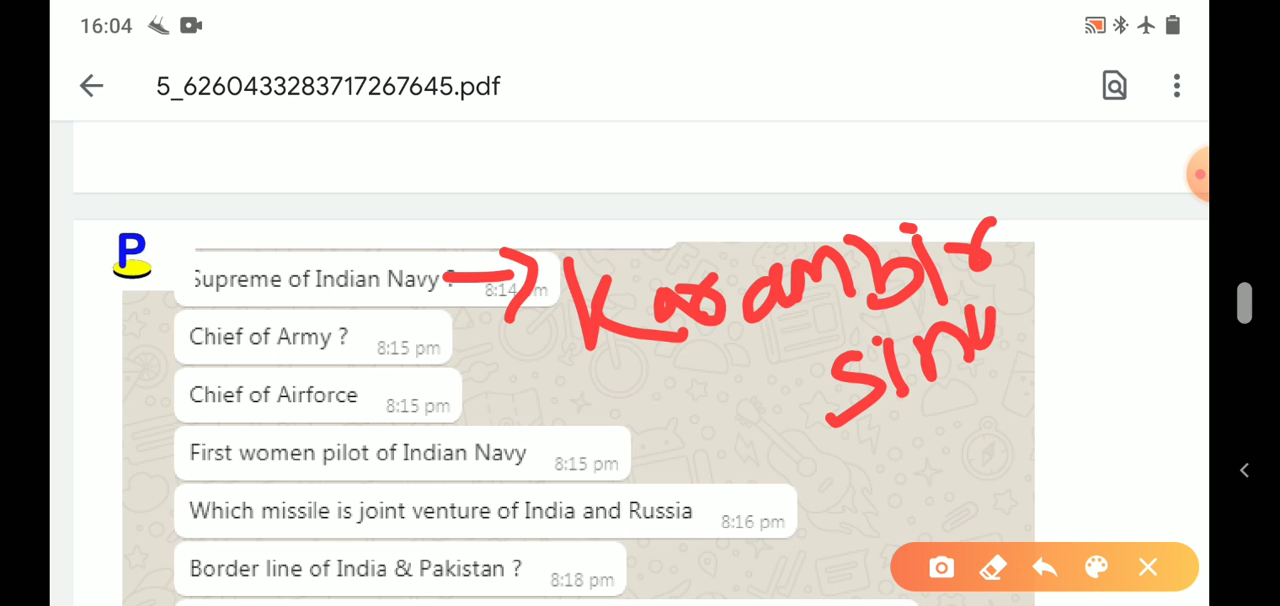 16:04
5_6260433283717267645.pdf
P
Supreme of Indian Navy ? 8:14 pm
Karambir
Chief of Army ? 8:15 pm
Chief of Airforce 8:15 pm
First women pilot of Indian Navy 8:15 pm
Which missile is joint venture of India and Russia 8:16 pm
Border line of India & Pakistan ? 8:18 pm